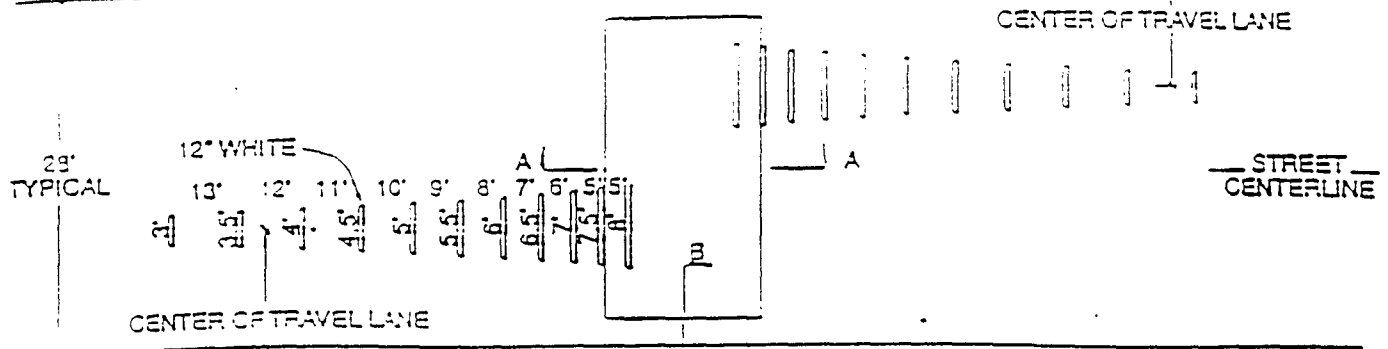 CENTER OF TRAVEL LANE
12" WHITE
A
A
28'
TYPICAL
STREET
CENTERLINE
13' 12' 11' 10' 9' 8' 7' 6' 5' 5'
3' 3.5' 4' 4.5' 5' 5.5' 6' 6.5' 7' 7.5' 8'
B
CENTER OF TRAVEL LANE